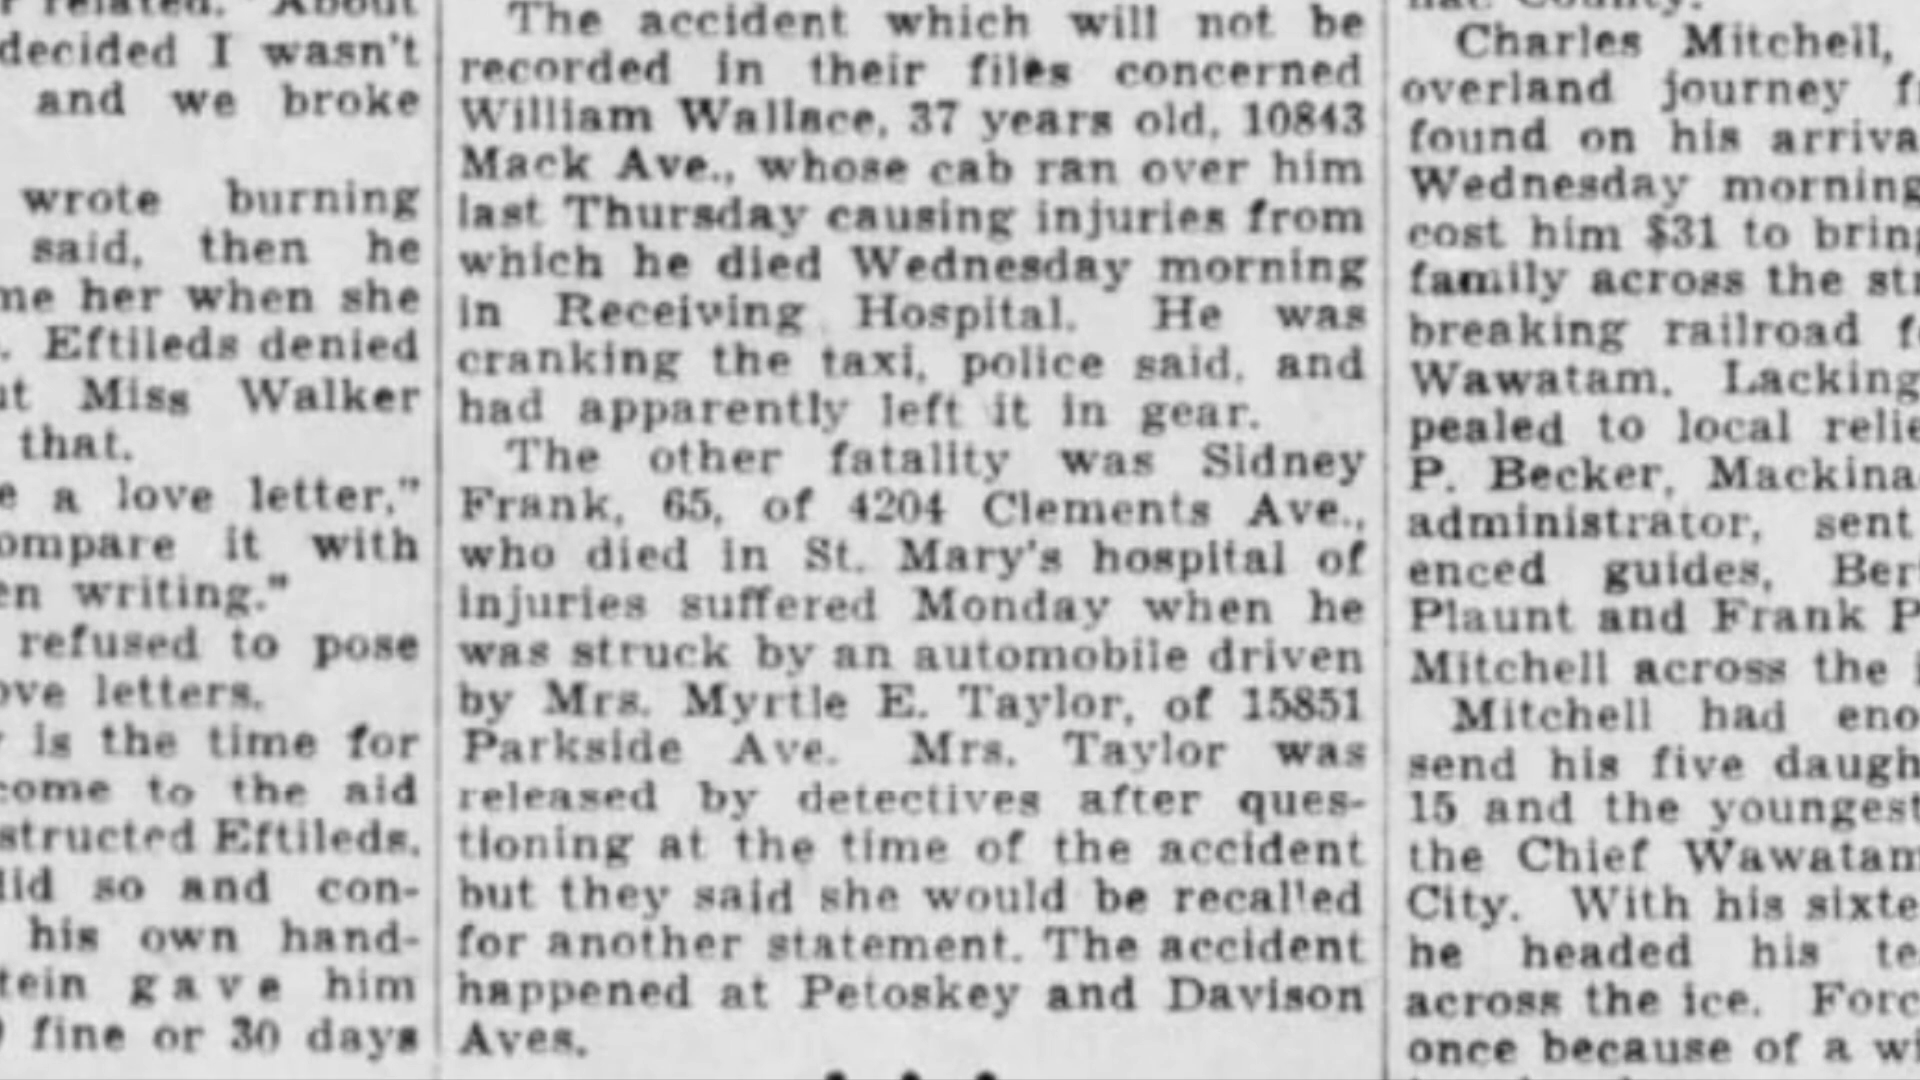 related. "About
decided I wasn't
and we broke
wrote burning
said, then he
me her when she
Eftileds denied
Miss Walker
that.
a love letter,"
compare it with
writing."
refused to pose
love letters.
is the time for
come to the aid
structed Eftileds.
did so and con-
his own hand-
gave him
fine or 30 days
The accident which will not be
recorded in their files concerned
William Wallace, 37 years old, 10843
Mack Ave., whose cab ran over him
last Thursday causing injuries from
which he died Wednesday morning
in Receiving Hospital. He was
cranking the taxi, police said, and
had apparently left it in gear.
The other fatality was Sidney
Frank, 65, of 4204 Clements Ave.,
who died in St. Mary's hospital of
injuries suffered Monday when he
was struck by an automobile driven
by Mrs. Myrtle E. Taylor, of 15851
Parkside Ave. Mrs. Taylor was
released by detectives after ques-
tioning at the time of the accident
but they said she would be recalled
for another statement. The accident
happened at Petoskey and Davison
Aves.
County.
Charles Mitchell,
overland journey
found on his arriva
Wednesday morning
cost him $31 to bring
family across the
breaking railroad
Wawatam. Lacking
pealed to local
P. Becker, Mackina
administrator, sent
enced guides,
Plaunt and Frank P
Mitchell across the
Mitchell had
send his five
15 and the youngest
the Chief Wawatam
City. With his
he headed his
across the ice.
once because of a